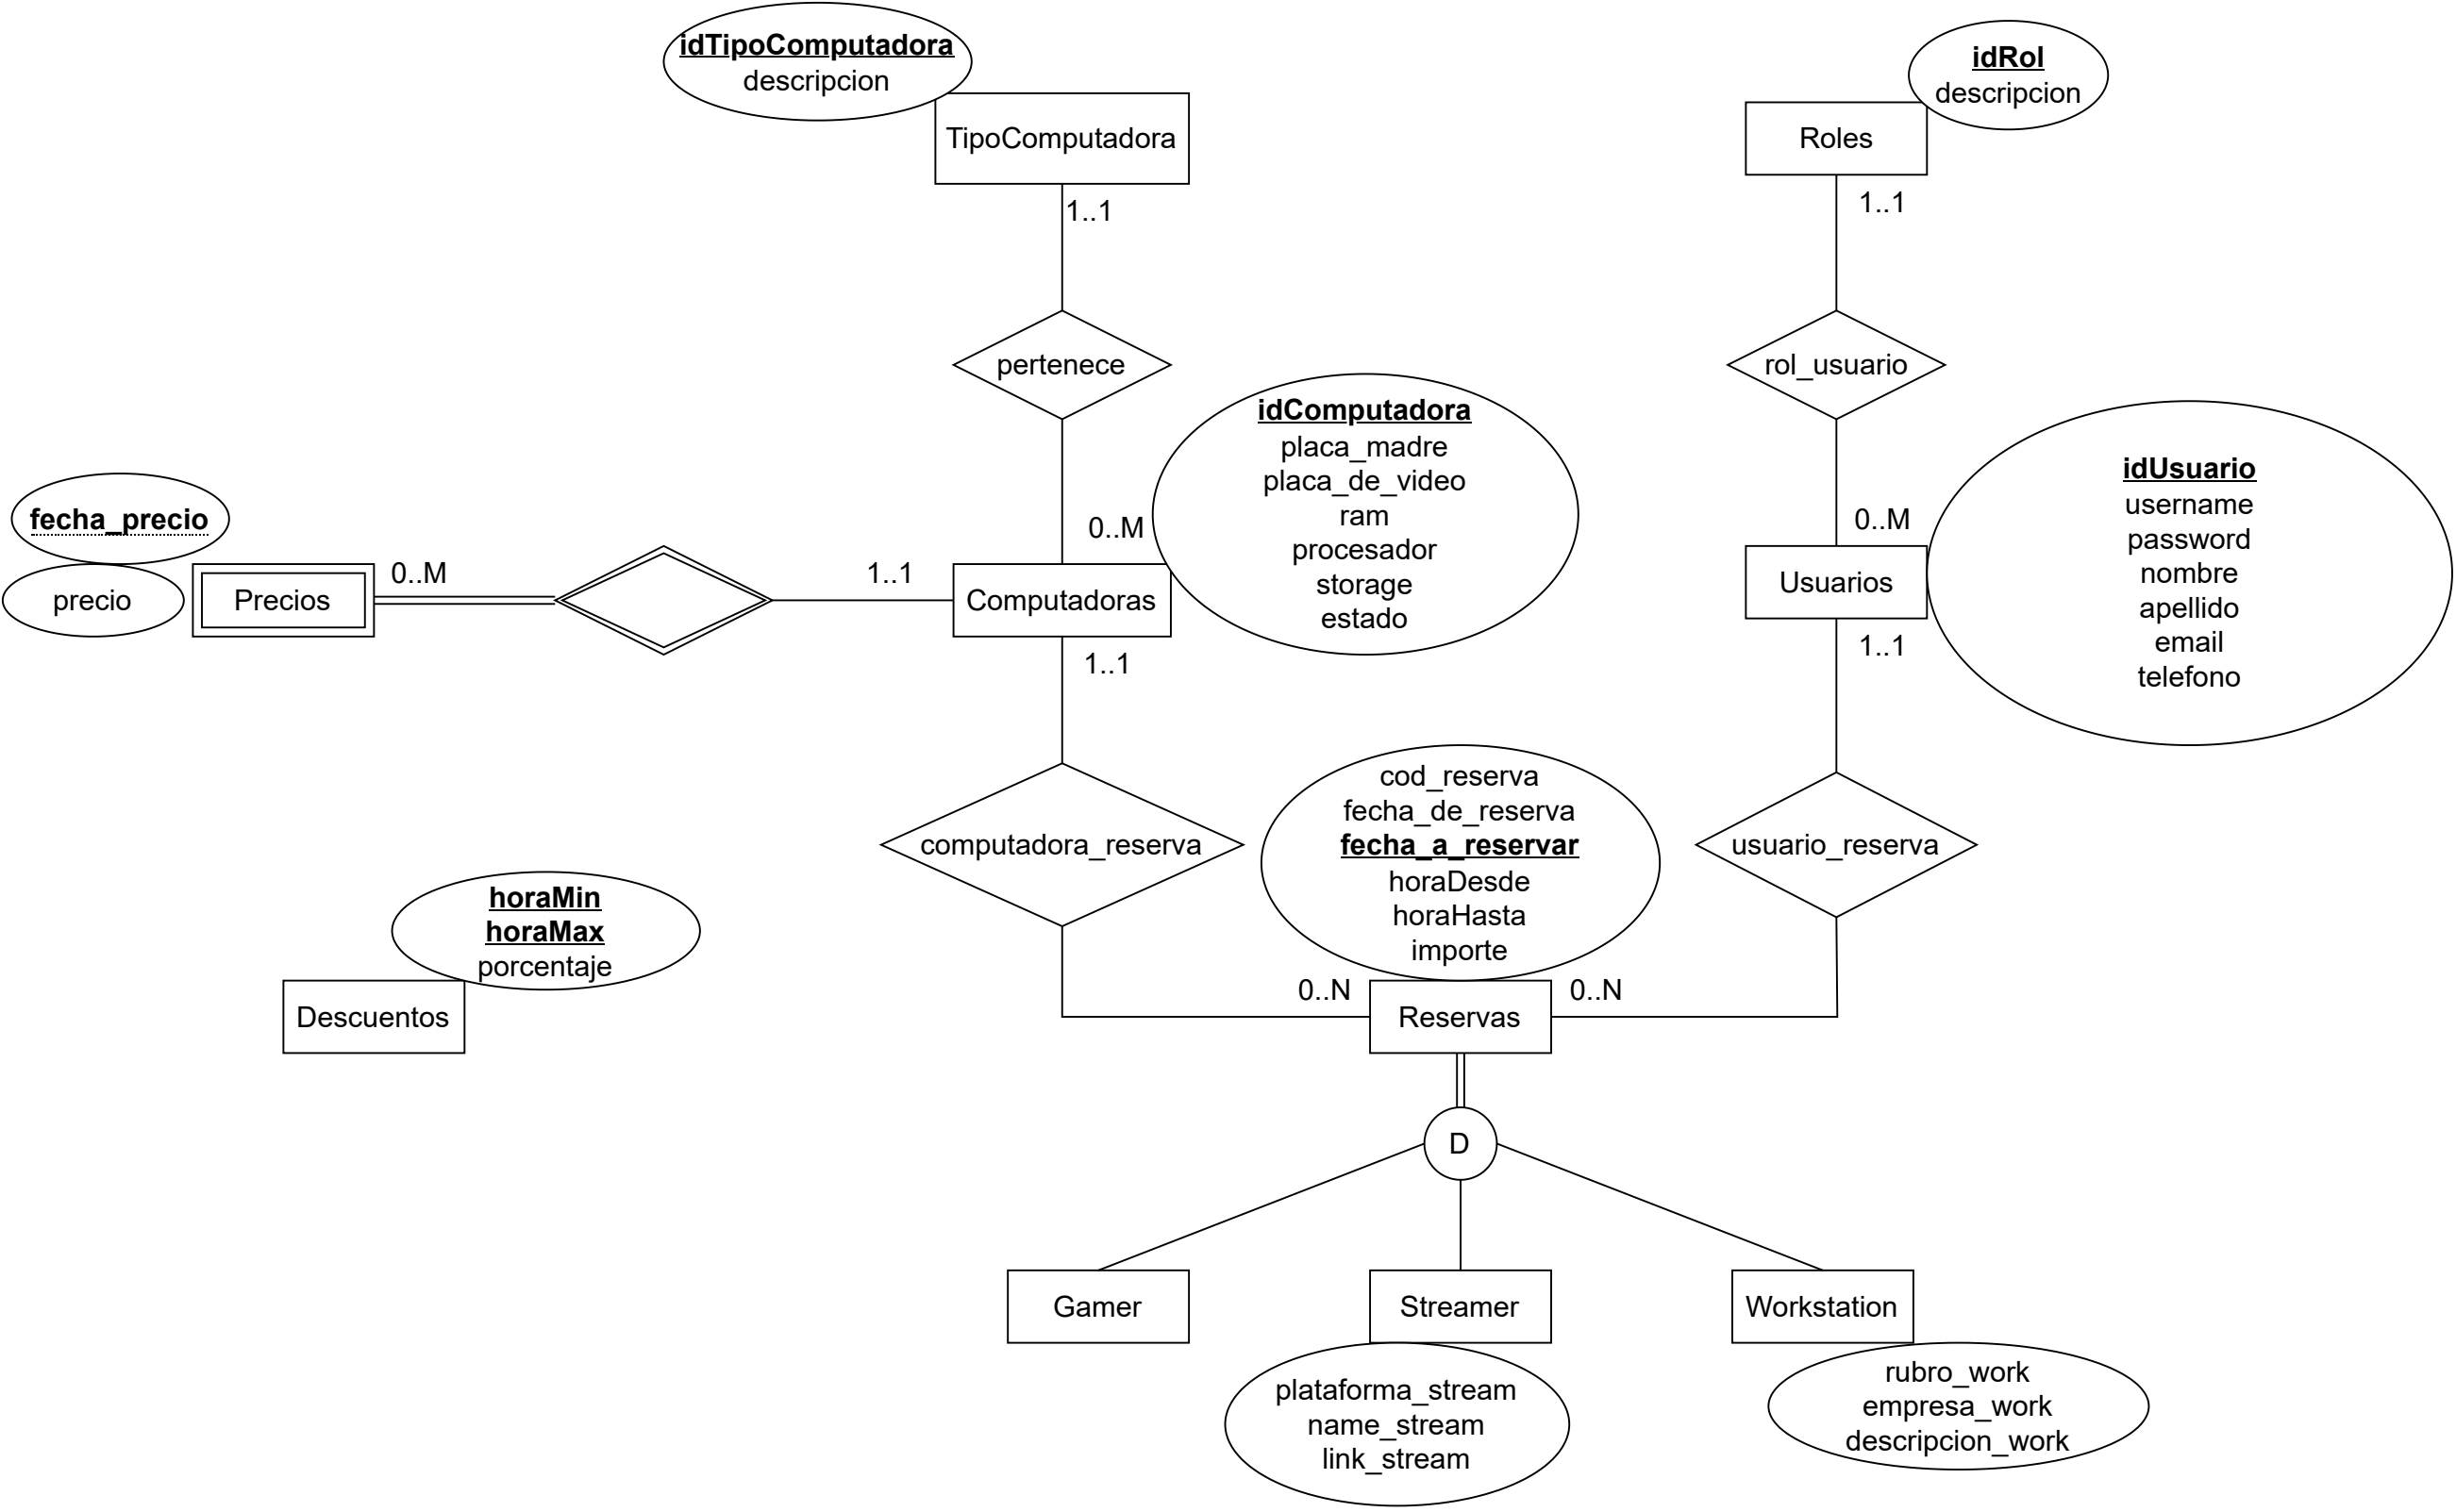 idTipoComputadora
descripcion
TipoComputadora
1..1
idRol
descripcion
Roles
1..1
pertenece
rol_usuario
idComputadora
placa_madre
placa_de_video
ram
procesador
storage
estado
0..M
idUsuario
username
password
nombre
apellido
email
telefono
0..M
fecha_precio
precio
Precios
0..M
1..1
Computadoras
1..1
Usuarios
1..1
computadora_reserva
cod_reserva
fecha_de_reserva
fecha_a_reservar
horaDesde
horaHasta
importe
usuario_reserva
horaMin
horaMax
porcentaje
Descuentos
0..N
Reservas
0..N
D
Gamer
Streamer
Workstation
plataforma_stream
name_stream
link_stream
rubro_work
empresa_work
descripcion_work